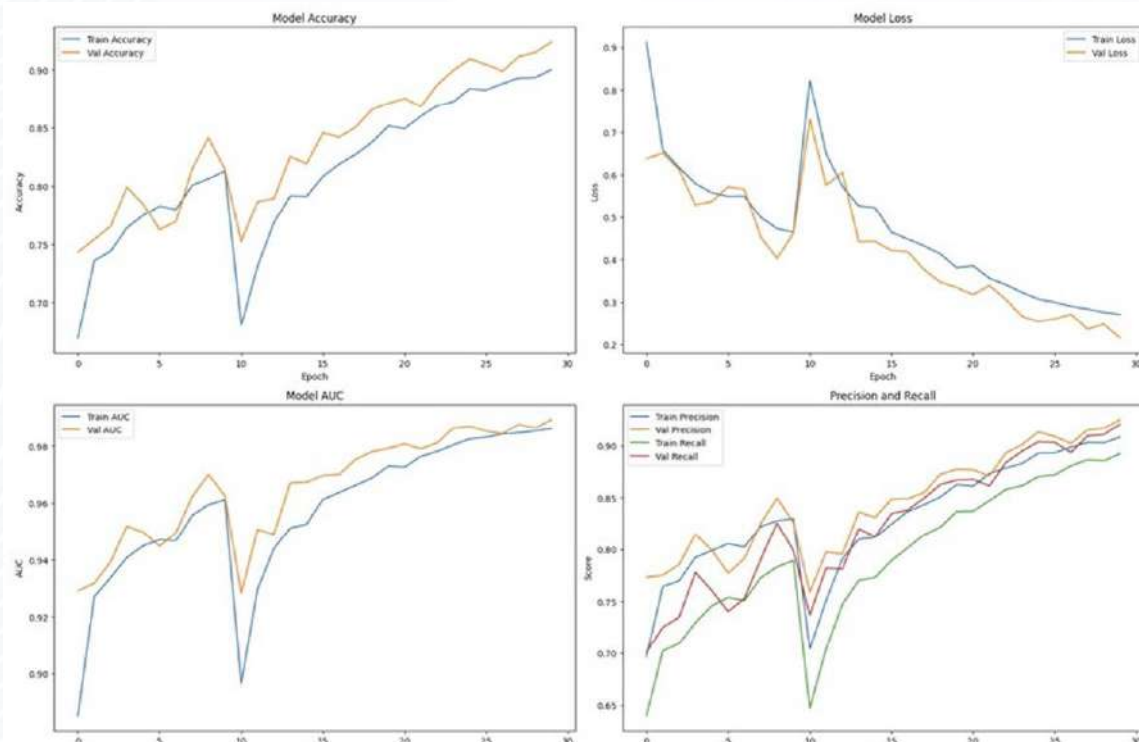 Model Accuracy
Train Accuracy
Val Accuracy
0.90
0.85
0.80
0.75
0.70
Accuracy
0 5 10 15 20 25 30
Epoch
Model Loss
Train Loss
Val Loss
0.9
0.8
0.7
0.6
0.5
0.4
0.3
0.2
Loss
0 5 10 15 20 25 30
Epoch
Model AUC
Train AUC
Val AUC
0.98
0.96
0.94
0.92
0.90
AUC
0 5 10 15 20 25 30
Precision and Recall
Train Precision
Val Precision
Train Recall
Val Recall
0.90
0.85
0.80
0.75
0.70
0.65
Score
0 5 10 15 20 25 30